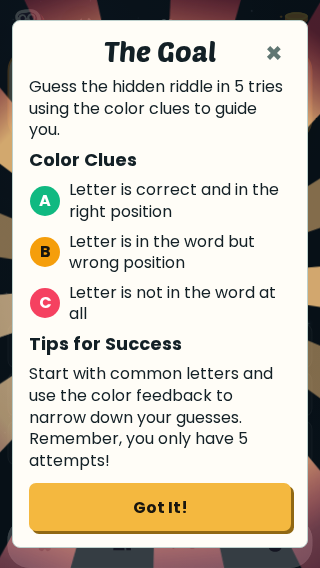 The Goal
✖
Guess the hidden riddle in 5 tries
using the color clues to guide
you.
Color Clues
A
Letter is correct and in the
right position
B
Letter is in the word but
wrong position
C
Letter is not in the word at
all
Tips for Success
Start with common letters and
use the color feedback to
narrow down your guesses.
Remember, you only have 5
attempts!
Got It!